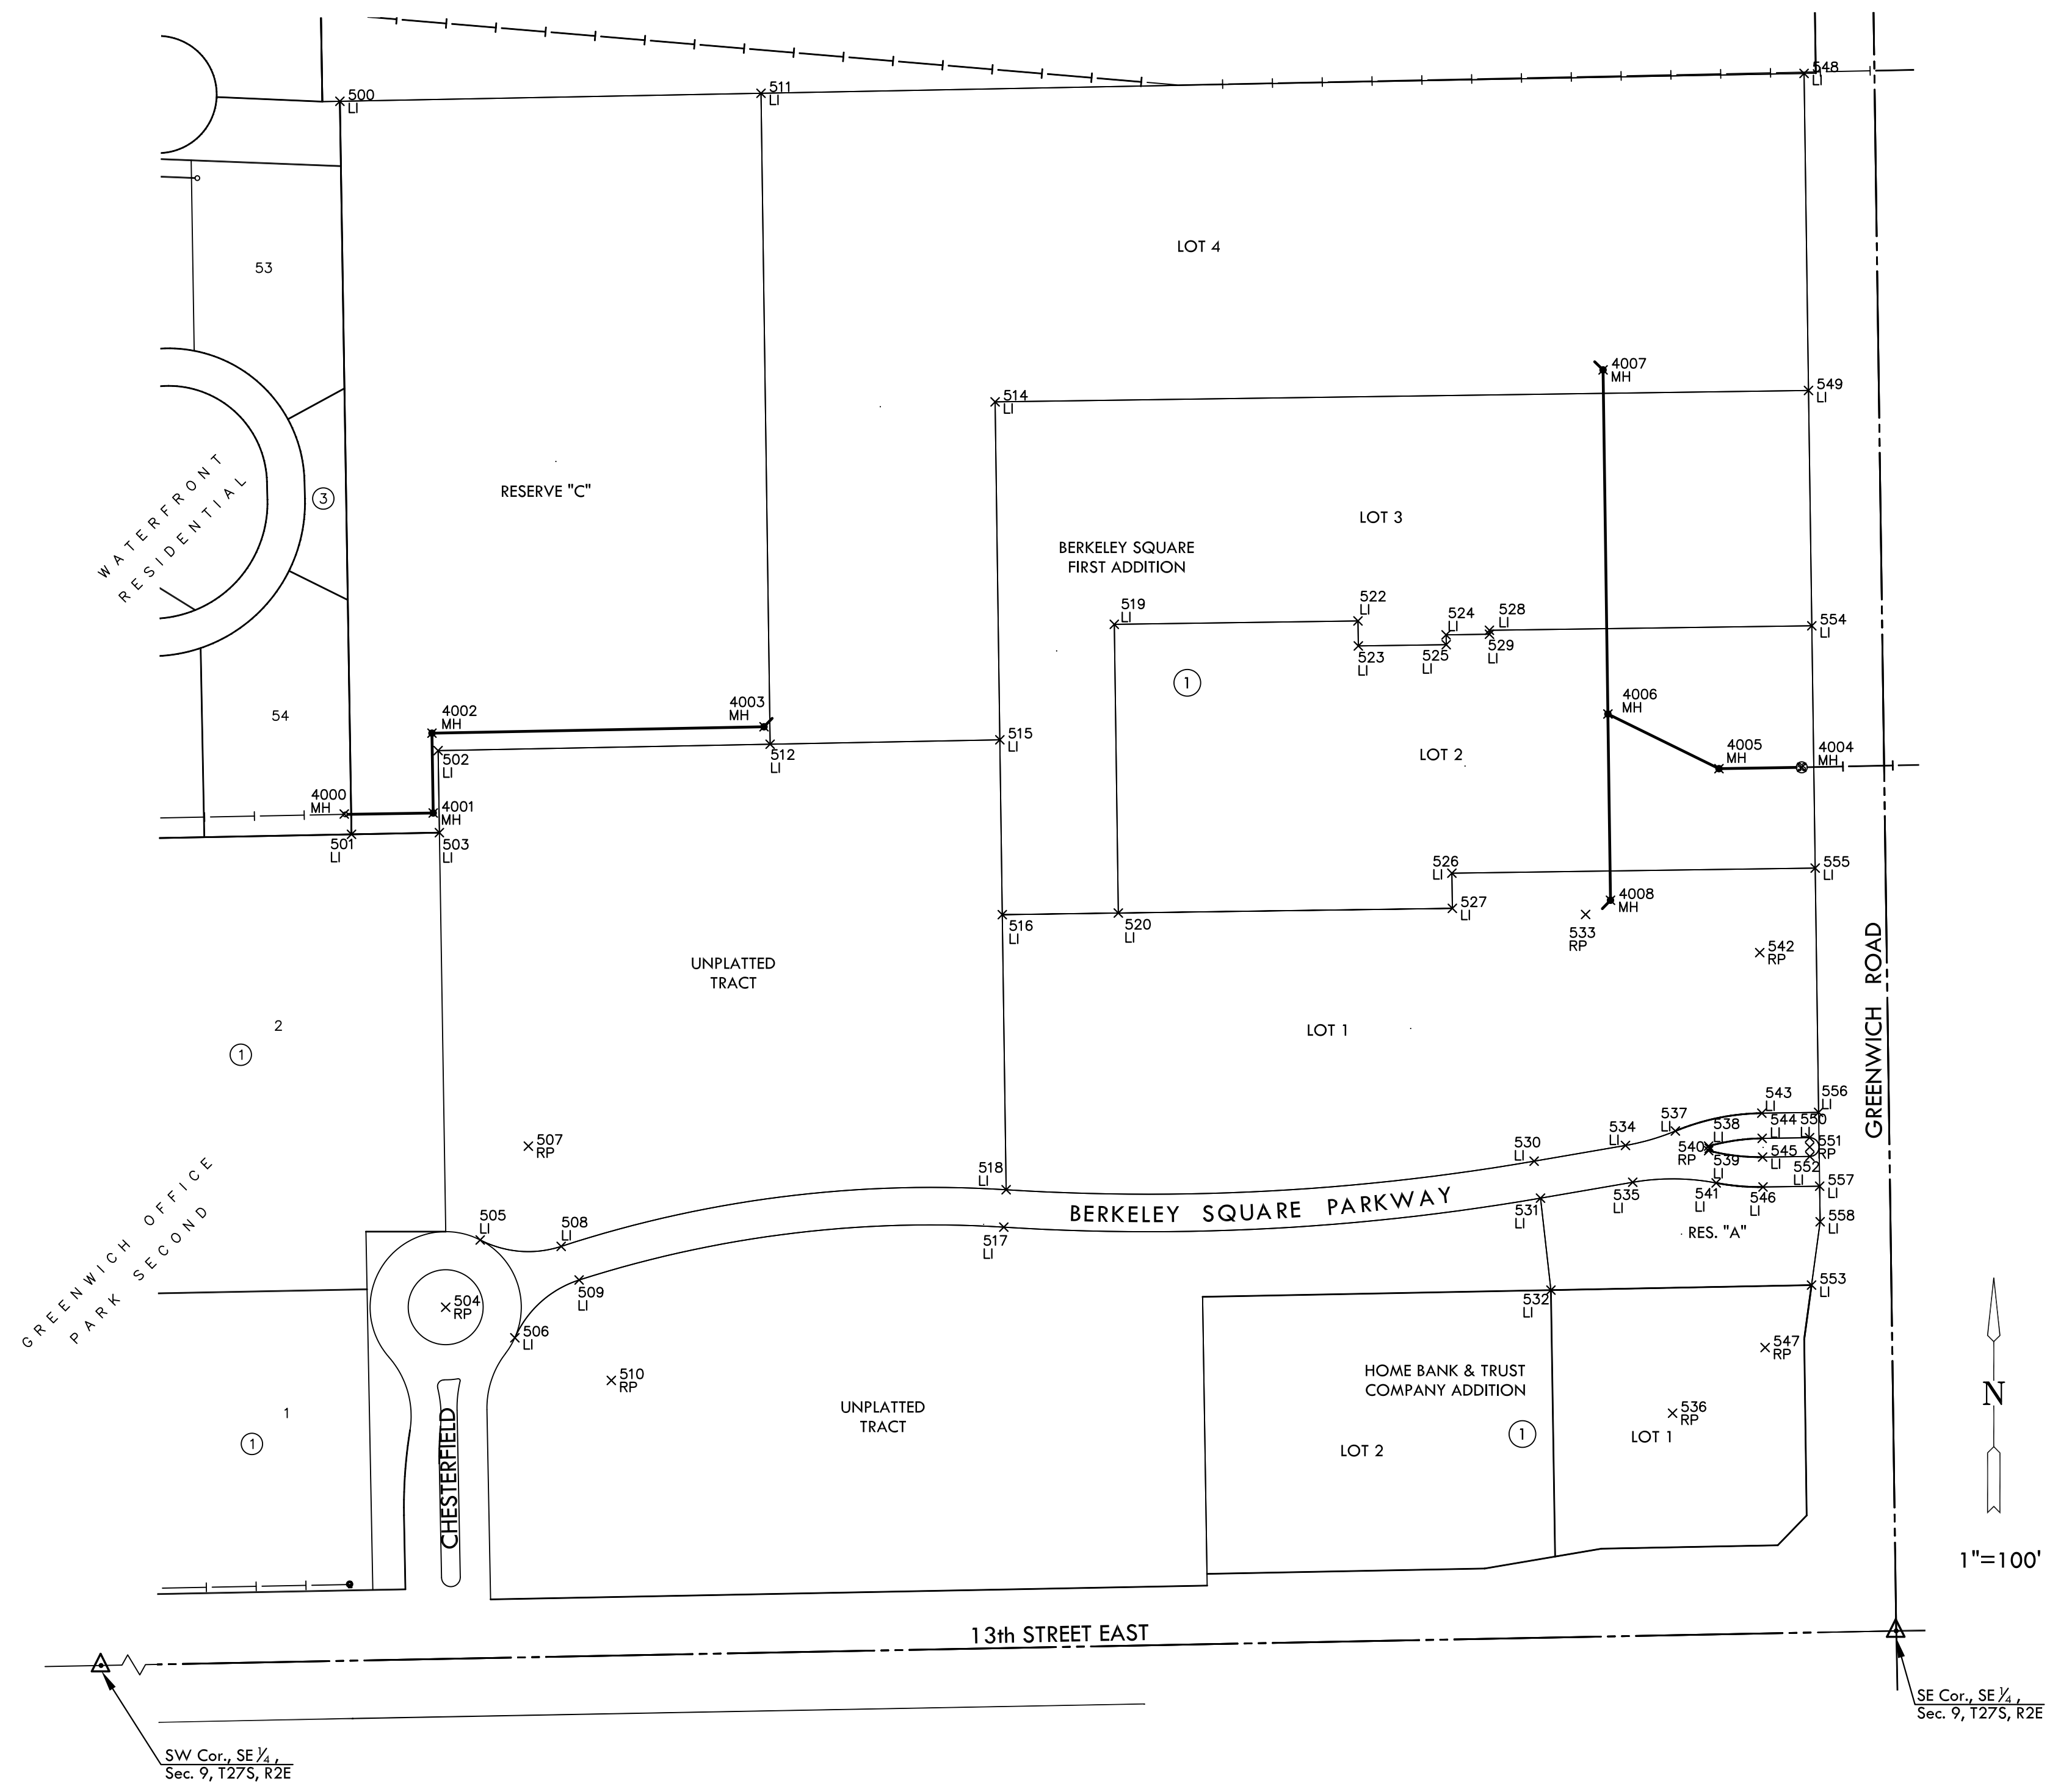 548
LI
500
LI
511
LI
LOT 4
53
4007
MH
549
LI
514
LI
WATERFRONT
RESIDENTIAL
3
RESERVE "C"
LOT 3
BERKELEY SQUARE
FIRST ADDITION
519
LI
522
LI
524
LI
528
LI
554
LI
523
LI
525
LI
529
LI
1
54
4002
MH
4003
MH
4006
MH
515
LI
512
LI
502
LI
LOT 2
4005
MH
4004
MH
4000
MH
4001
MH
501
LI
503
LI
526
LI
555
LI
527
LI
4008
MH
516
LI
520
LI
533
RP
542
RP
UNPLATTED
TRACT
GREENWICH ROAD
2
1
LOT 1
543
LI
556
LI
537
LI
538
LI
544
LI
550
LI
534
LI
540
RP
551
RP
507
RP
530
LI
539
LI
545
LI
552
LI
518
LI
535
LI
541
LI
546
LI
557
LI
BERKELEY SQUARE PARKWAY
531
LI
505
LI
508
LI
517
LI
558
LI
RES. "A"
GREENWICH OFFICE
PARK SECOND
504
RP
509
LI
532
LI
553
LI
506
LI
547
RP
510
RP
HOME BANK & TRUST
COMPANY ADDITION
536
RP
N
1
1
UNPLATTED
TRACT
1
LOT 2
LOT 1
CHESTERFIELD
1"=100'
13th STREET EAST
SE Cor., SE ¼ ,
Sec. 9, T27S, R2E
SW Cor., SE ¼ ,
Sec. 9, T27S, R2E